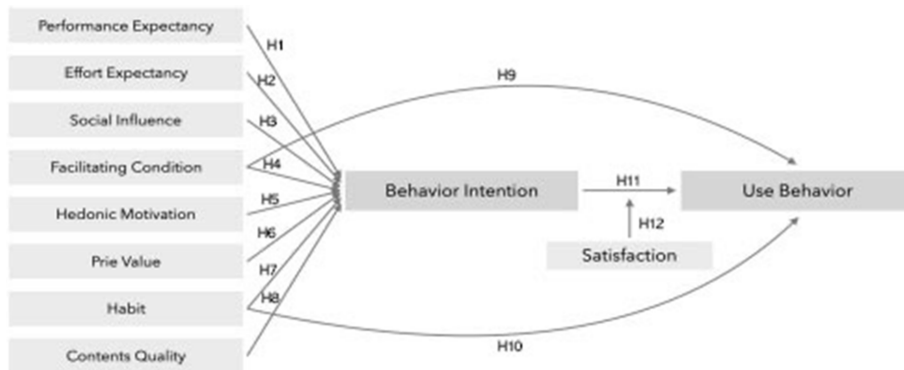 Performance Expectancy
H1
Effort Expectancy
H2
H9
Social Influence
H3
Facilitating Condition
H4
Behavior Intention
H11
Use Behavior
Hedonic Motivation
H5
H12
Prie Value
H6
Satisfaction
H7
Habit
H8
H10
Contents Quality